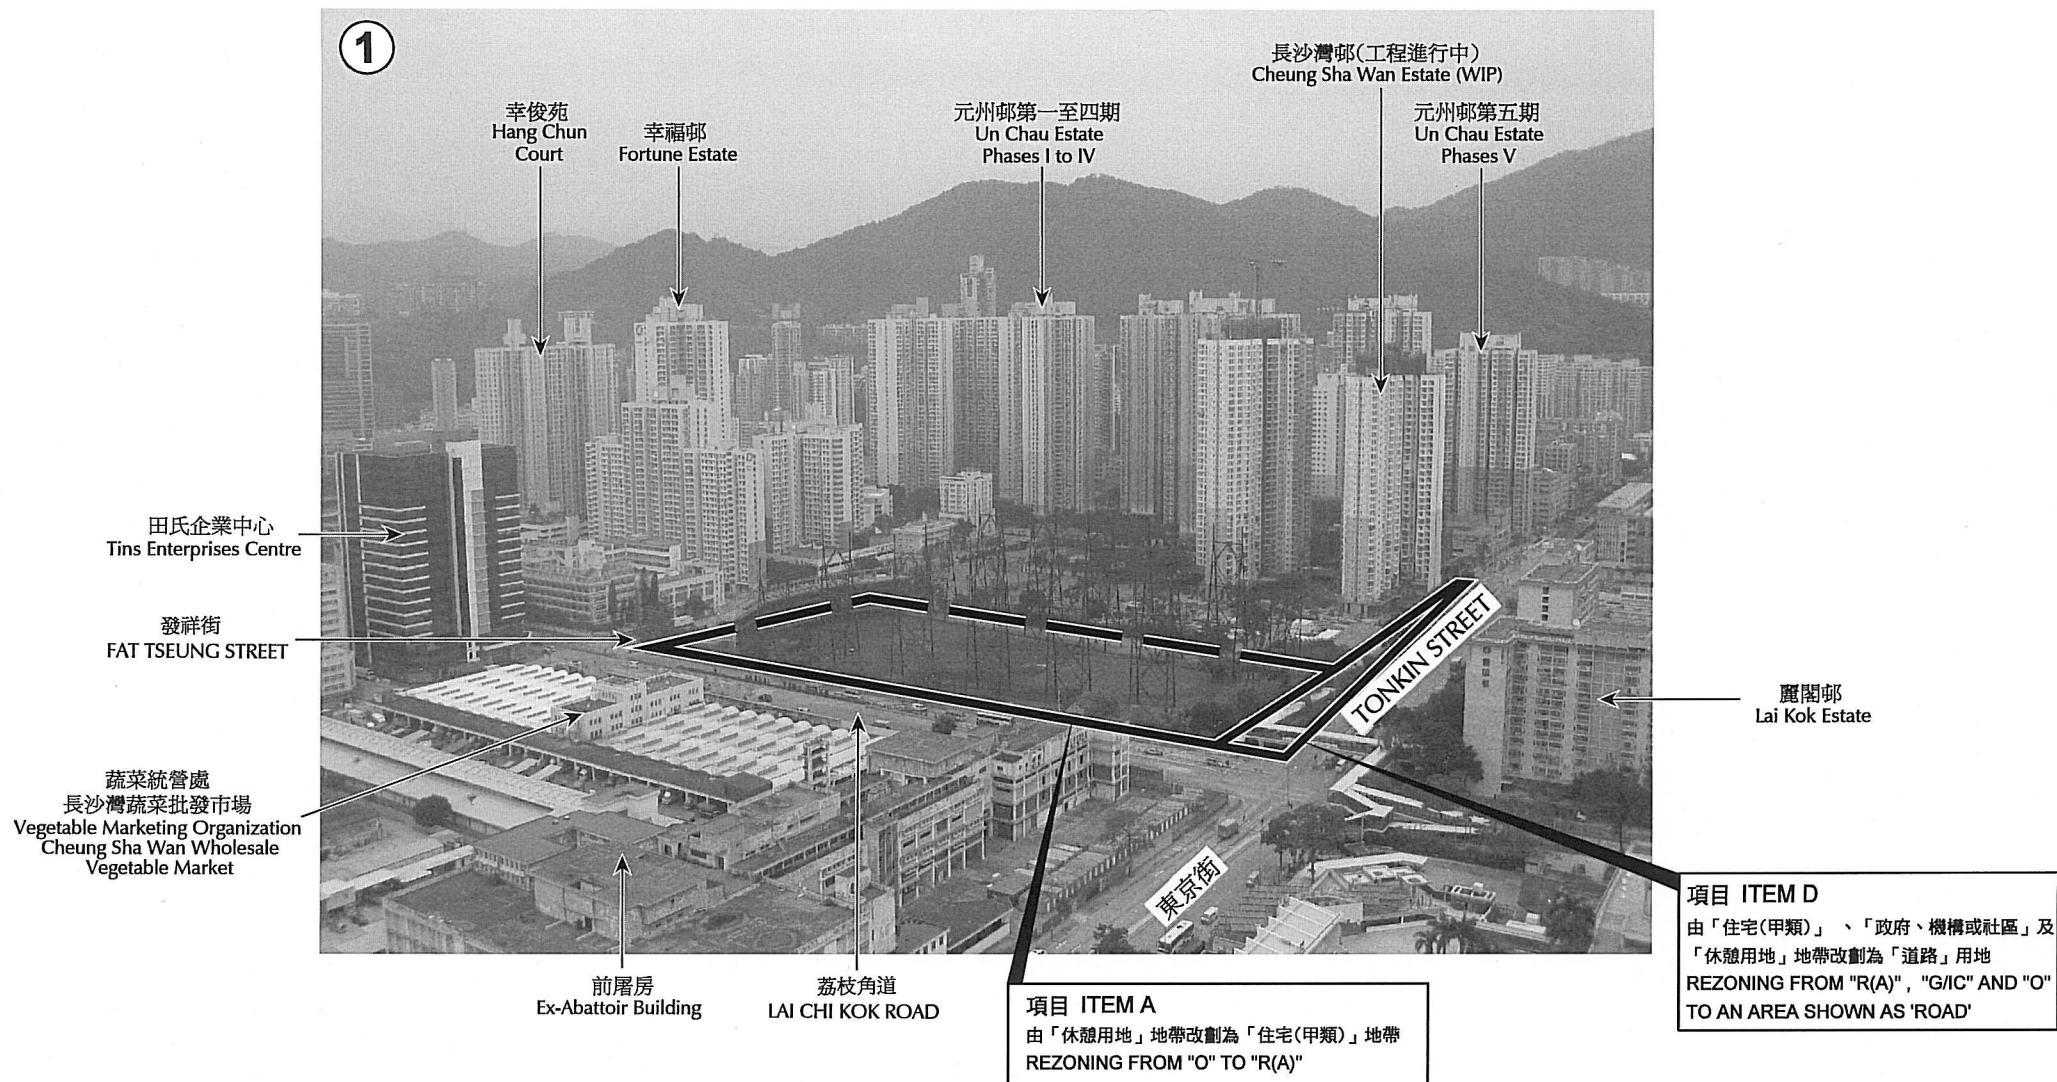 1
幸俊苑
Hang Chun
Court
幸福邨
Fortune Estate
元州邨第一至四期
Un Chau Estate
Phases I to IV
長沙灣邨(工程進行中)
Cheung Sha Wan Estate (WIP)
元州邨第五期
Un Chau Estate
Phases V
田氏企業中心
Tins Enterprises Centre
發祥街
FAT TSEUNG STREET
蔬菜統營處
長沙灣蔬菜批發市場
Vegetable Marketing Organization
Cheung Sha Wan Wholesale
Vegetable Market
前屠房
Ex-Abattoir Building
荔枝角道
LAI CHI KOK ROAD
東京街
TONKIN STREET
麗閣邨
Lai Kok Estate
項目 ITEM A
由「休憩用地」地帶改劃為「住宅(甲類)」地帶
REZONING FROM "O" TO "R(A)"
項目 ITEM D
由「住宅(甲類)」 、「政府、機構或社區」及
「休憩用地」地帶改劃為「道路」用地
REZONING FROM "R(A)" , "G/IC" AND "O"
TO AN AREA SHOWN AS 'ROAD'